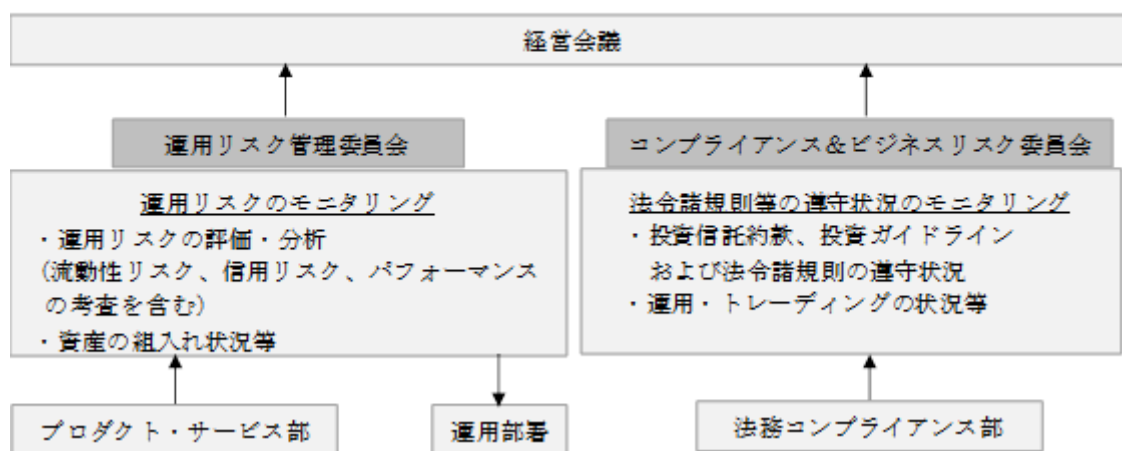 経営会議
運用リスク管理委員会
運用リスクのモニタリング
・運用リスクの評価・分析
(流動性リスク、信用リスク、パフォーマンス
の考査を含む)
・資産の組入れ状況等
プロダクト・サービス部
運用部署
コンプライアンス＆ビジネスリスク委員会
法令諸規則等の遵守状況のモニタリング
・投資信託約款、投資ガイドライン
および法令諸規則の遵守状況
・運用・トレーディングの状況等
法務コンプライアンス部